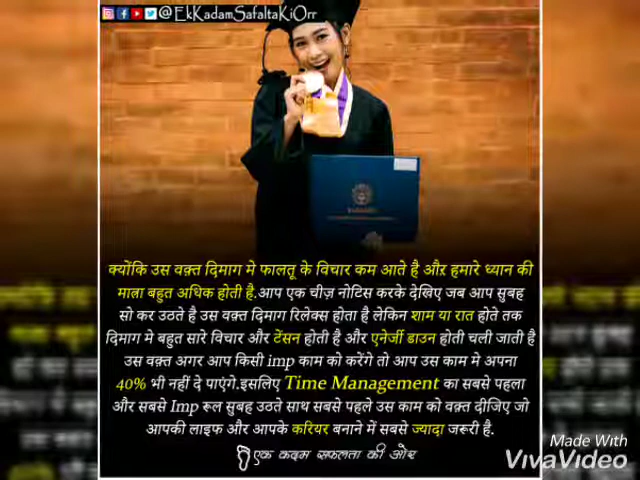 @EkKadamSafaltaKiOrr
क्योंकि उस वक़्त दिमाग मे फालतू के विचार कम आते है औऱ हमारे ध्यान की
मात्रा बहुत अधिक होती है.आप एक चीज़ नोटिस करके देखिए जब आप सुबह
सो कर उठते है उस वक़्त दिमाग रिलेक्स होता है लेकिन शाम या रात होते तक
दिमाग मे बहुत सारे विचार और टेंसन होती है और एनेर्जी डाउन होती चली जाती है
उस वक़्त अगर आप किसी imp काम को करेंगे तो आप उस काम मे अपना
40% भी नहीं दे पाएंगे.इसलिए Time Management का सबसे पहला
और सबसे Imp रूल सुबह उठते साथ सबसे पहले उस काम को वक़्त दीजिए जो
आपकी लाइफ और आपके करियर बनाने में सबसे ज्यादा जरूरी है.
एक कदम सफलता की ओर
Made With
VivaVideo